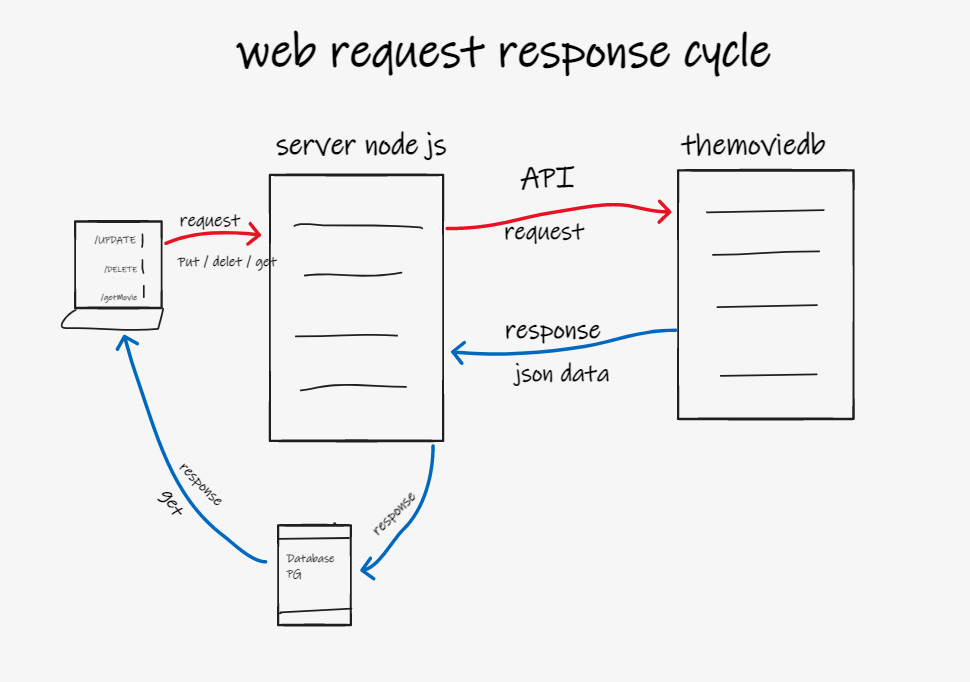 web request response cycle
server node js
themoviedb
API
request
request
/UPDATE
/DELETE
/getMovie
Put / delet / get
response
json data
response
get
response
Database
PG